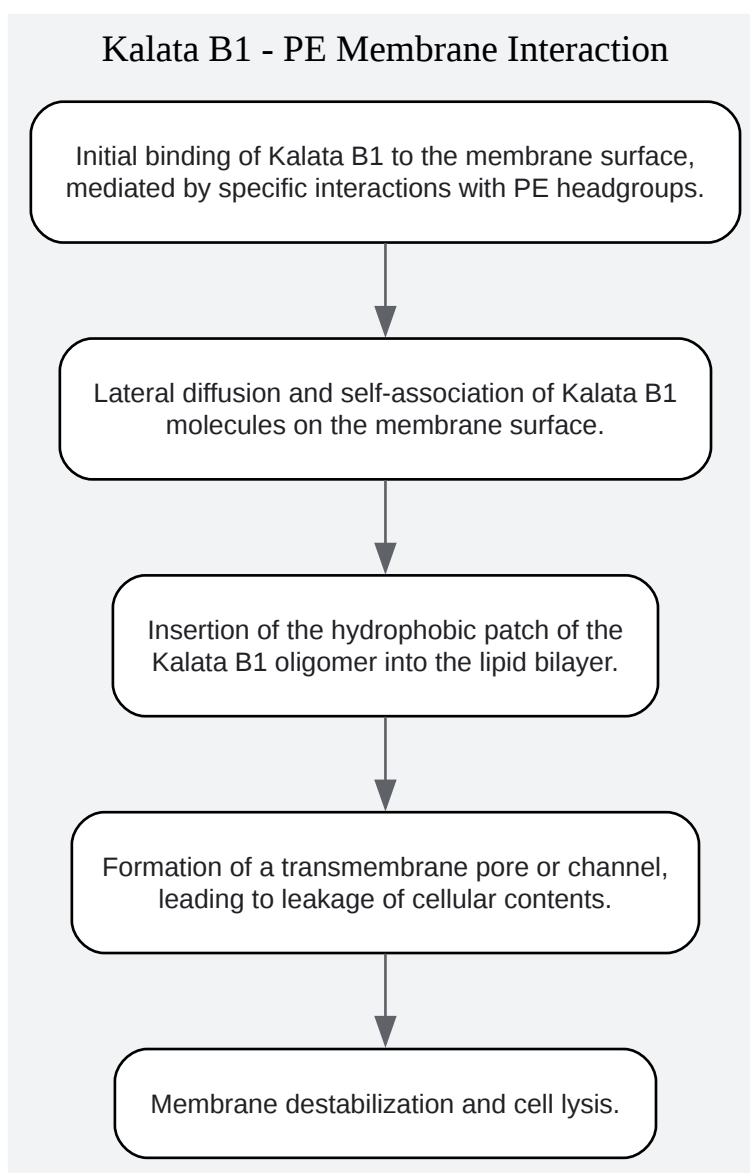 Kalata B1 - PE Membrane Interaction
Initial binding of Kalata B1 to the membrane surface,
mediated by specific interactions with PE headgroups.
Lateral diffusion and self-association of Kalata B1
molecules on the membrane surface.
Insertion of the hydrophobic patch of the
Kalata B1 oligomer into the lipid bilayer.
Formation of a transmembrane pore or channel,
leading to leakage of cellular contents.
Membrane destabilization and cell lysis.